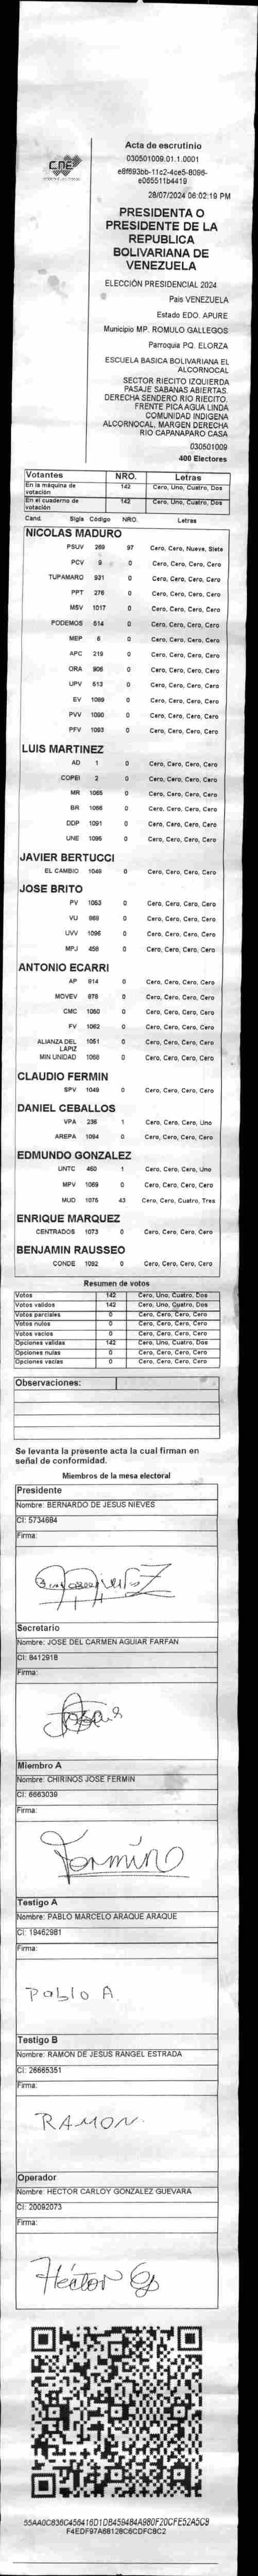 CNE
Acta de escrutinio
030501009.01.1.0001
e6f693bb-11c2-4ce5-8096-
e065511b4419
28/07/2024 06:02:19 PM
PRESIDENTA O
PRESIDENTE DE LA
REPUBLICA
BOLIVARIANA DE
VENEZUELA
ELECCIÓN PRESIDENCIAL 2024
Pais VENEZUELA
Estado EDO. APURE
Municipio MP. ROMULO GALLEGOS
Parroquia PQ. ELORZA
ESCUELA BASICA BOLIVARIANA EL
ALCORNOCAL
SECTOR RIECITO IZQUIERDA
PASAJE SABANAS ABIERTAS.
DERECHA SENDERO RIO RIECITO.
FRENTE PICA AGUA LINDA
COMUNIDAD INDIGENA
ALCORNOCAL, MARGEN DERECHA
RIO CAPANAPARO CASA
030501009
400 Electores
Votantes NRO. Letras
En la máquina de votación 142 Cero, Uno, Cuatro, Dos
En el cuaderno de votación 142 Cero, Uno, Cuatro, Dos
Cand. Sigla Código NRO. Letras
NICOLAS MADURO
PSUV 269 97 Cero, Cero, Nueve, Siete
PCV 9 0 Cero, Cero, Cero, Cero
TUPAMARO 931 0 Cero, Cero, Cero, Cero
PPT 276 0 Cero, Cero, Cero, Cero
MSV 1017 0 Cero, Cero, Cero, Cero
PODEMOS 514 0 Cero, Cero, Cero, Cero
MEP 6 0 Cero, Cero, Cero, Cero
APC 219 0 Cero, Cero, Cero, Cero
ORA 906 0 Cero, Cero, Cero, Cero
UPV 613 0 Cero, Cero, Cero, Cero
EV 1089 0 Cero, Cero, Cero, Cero
PVV 1090 0 Cero, Cero, Cero, Cero
PFV 1093 0 Cero, Cero, Cero, Cero
LUIS MARTINEZ
AD 1 0 Cero, Cero, Cero, Cero
COPEI 2 0 Cero, Cero, Cero, Cero
MR 1065 0 Cero, Cero, Cero, Cero
BR 1066 0 Cero, Cero, Cero, Cero
DDP 1091 0 Cero, Cero, Cero, Cero
UNE 1096 0 Cero, Cero, Cero, Cero
JAVIER BERTUCCI
EL CAMBIO 1049 0 Cero, Cero, Cero, Cero
JOSE BRITO
PV 1053 0 Cero, Cero, Cero, Cero
VU 968 0 Cero, Cero, Cero, Cero
UVV 1095 0 Cero, Cero, Cero, Cero
MPJ 458 0 Cero, Cero, Cero, Cero
ANTONIO ECARRI
AP 914 0 Cero, Cero, Cero, Cero
MOVEV 978 0 Cero, Cero, Cero, Cero
CMC 1050 0 Cero, Cero, Cero, Cero
FV 1062 0 Cero, Cero, Cero, Cero
ALIANZA DEL LAPIZ 1051 0 Cero, Cero, Cero, Cero
MIN UNIDAD 1068 0 Cero, Cero, Cero, Cero
CLAUDIO FERMIN
SPV 1049 0 Cero, Cero, Cero, Cero
DANIEL CEBALLOS
VPA 236 1 Cero, Cero, Cero, Uno
AREPA 1094 0 Cero, Cero, Cero, Cero
EDMUNDO GONZALEZ
UNTC 460 1 Cero, Cero, Cero, Uno
MPV 1069 0 Cero, Cero, Cero, Cero
MUD 1075 43 Cero, Cero, Cuatro, Tres
ENRIQUE MARQUEZ
CENTRADOS 1073 0 Cero, Cero, Cero, Cero
BENJAMIN RAUSSEO
CONDE 1092 0 Cero, Cero, Cero, Cero
Resumen de votos
Votos 142 Cero, Uno, Cuatro, Dos
Votos validos 142 Cero, Uno, Cuatro, Dos
Votos parciales 0 Cero, Cero, Cero, Cero
Votos nulos 0 Cero, Cero, Cero, Cero
Votos vacios 0 Cero, Cero, Cero, Cero
Opciones validas 142 Cero, Uno, Cuatro, Dos
Opciones nulas 0 Cero, Cero, Cero, Cero
Opciones vacias 0 Cero, Cero, Cero, Cero
Observaciones:
Se levanta la presente acta la cual firman en
señal de conformidad.
Miembros de la mesa electoral
Presidente
Nombre: BERNARDO DE JESUS NIEVES
CI: 5734684
Firma:
Secretario
Nombre: JOSE DEL CARMEN AGUIAR FARFAN
CI: 8412918
Firma:
Miembro A
Nombre: CHIRINOS JOSE FERMIN
CI: 6663039
Firma:
Fermin
Testigo A
Nombre: PABLO MARCELO ARAQUE ARAQUE
CI: 19462981
Firma:
Pablo A.
Testigo B
Nombre: RAMON DE JESUS RANGEL ESTRADA
CI: 26665351
Firma:
RAMON.
Operador
Nombre: HECTOR CARLOY GONZALEZ GUEVARA
CI: 20092073
Firma:
Héctor G
55AA0C836C456416D1DB459484A980F20CFE52A5C9
F4EDF97A68128C6CDFC8C2